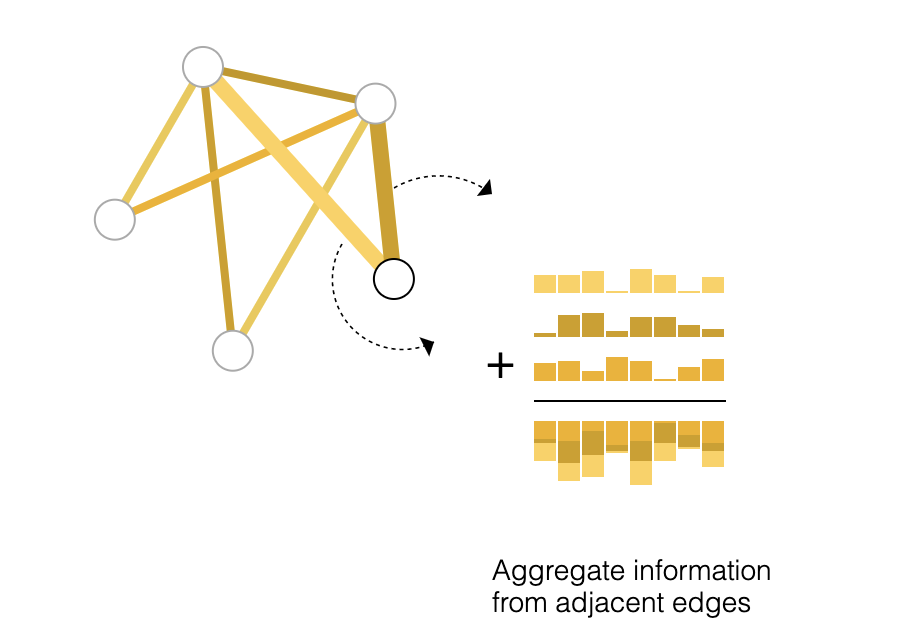 +
Aggregate information
from adjacent edges